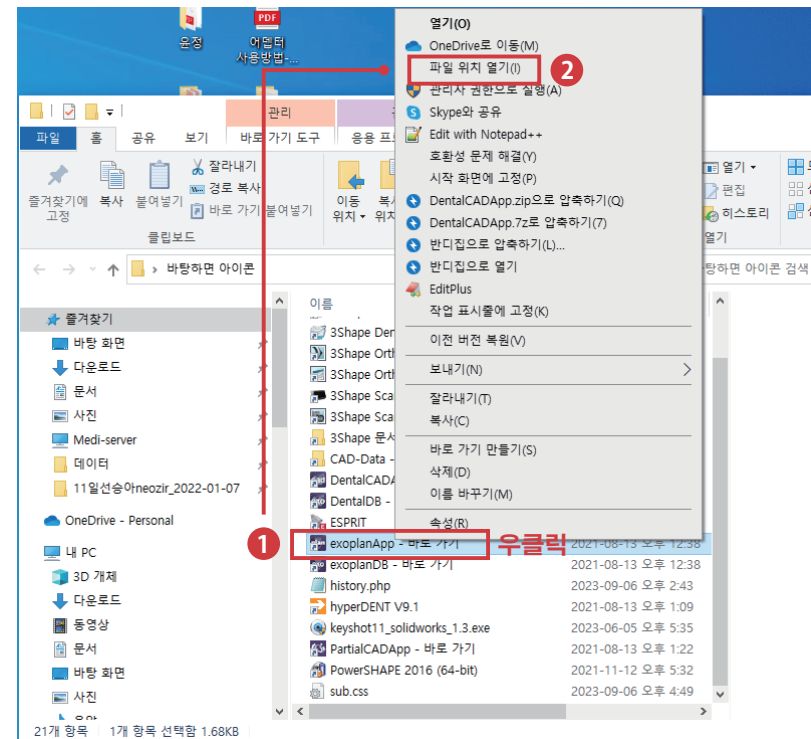 윤정
PDF
어뎁터
사용방법-...
열기(O)
OneDrive로 이동(M)
파일 위치 열기(I)
2
관리자 권한으로 실행(A)
Skype와 공유
Edit with Notepad++
호환성 문제 해결(Y)
시작 화면에 고정(P)
DentalCADApp.zip으로 압축하기(Q)
DentalCADApp.7z로 압축하기(7)
반디집으로 압축하기(L)...
반디집으로 열기
EditPlus
작업 표시줄에 고정(K)
이전 버전 복원(V)
보내기(N)
잘라내기(T)
복사(C)
바로 가기 만들기(S)
삭제(D)
이름 바꾸기(M)
속성(R)
관리
파일 홈 공유 보기 바로 가기 도구 응용 프
즐겨찾기에
고정
복사
붙여넣기
잘라내기
경로 복사
바로 가기 붙여넣기
클립보드
이동
위치
열기
편집
히스토리
열기
바탕하면 아이콘
탕하면 아이콘 검색
즐겨찾기
바탕 화면
다운로드
문서
사진
Medi-server
데이터
11일선승아neozir_2022-01-07
OneDrive - Personal
내 PC
3D 개체
다운로드
동영상
문서
바탕 화면
사진
이름
3Shape Den
3Shape Orth
3Shape Orth
3Shape Scar
3Shape Scar
3Shape 문서
CAD-Data -
DentalCADA
DentalDB -
ESPRIT
1
exoplanApp - 바로 가기 2021-08-13 오후 12:38
우클릭
exoplanDB - 바로 가기 2021-08-13 오후 12:38
history.php 2023-09-06 오후 2:43
hyperDENT V9.1 2021-08-13 오후 1:09
keyshot11_solidworks_1.3.exe 2023-06-05 오후 5:35
PartialCADApp - 바로 가기 2021-08-13 오후 1:22
PowerSHAPE 2016 (64-bit) 2021-11-12 오후 5:32
sub.css 2023-09-06 오후 4:49
21개 항목 1개 항목 선택함 1.68KB